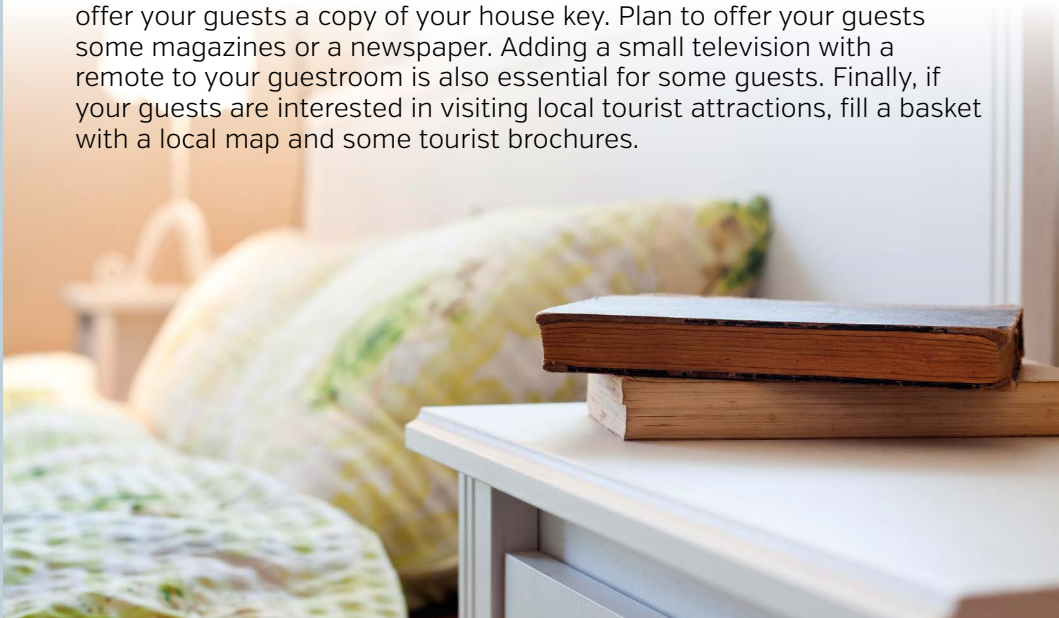 offer your guests a copy of your house key. Plan to offer your guests
some magazines or a newspaper. Adding a small television with a
remote to your guestroom is also essential for some guests. Finally, if
your guests are interested in visiting local tourist attractions, fill a basket
with a local map and some tourist brochures.